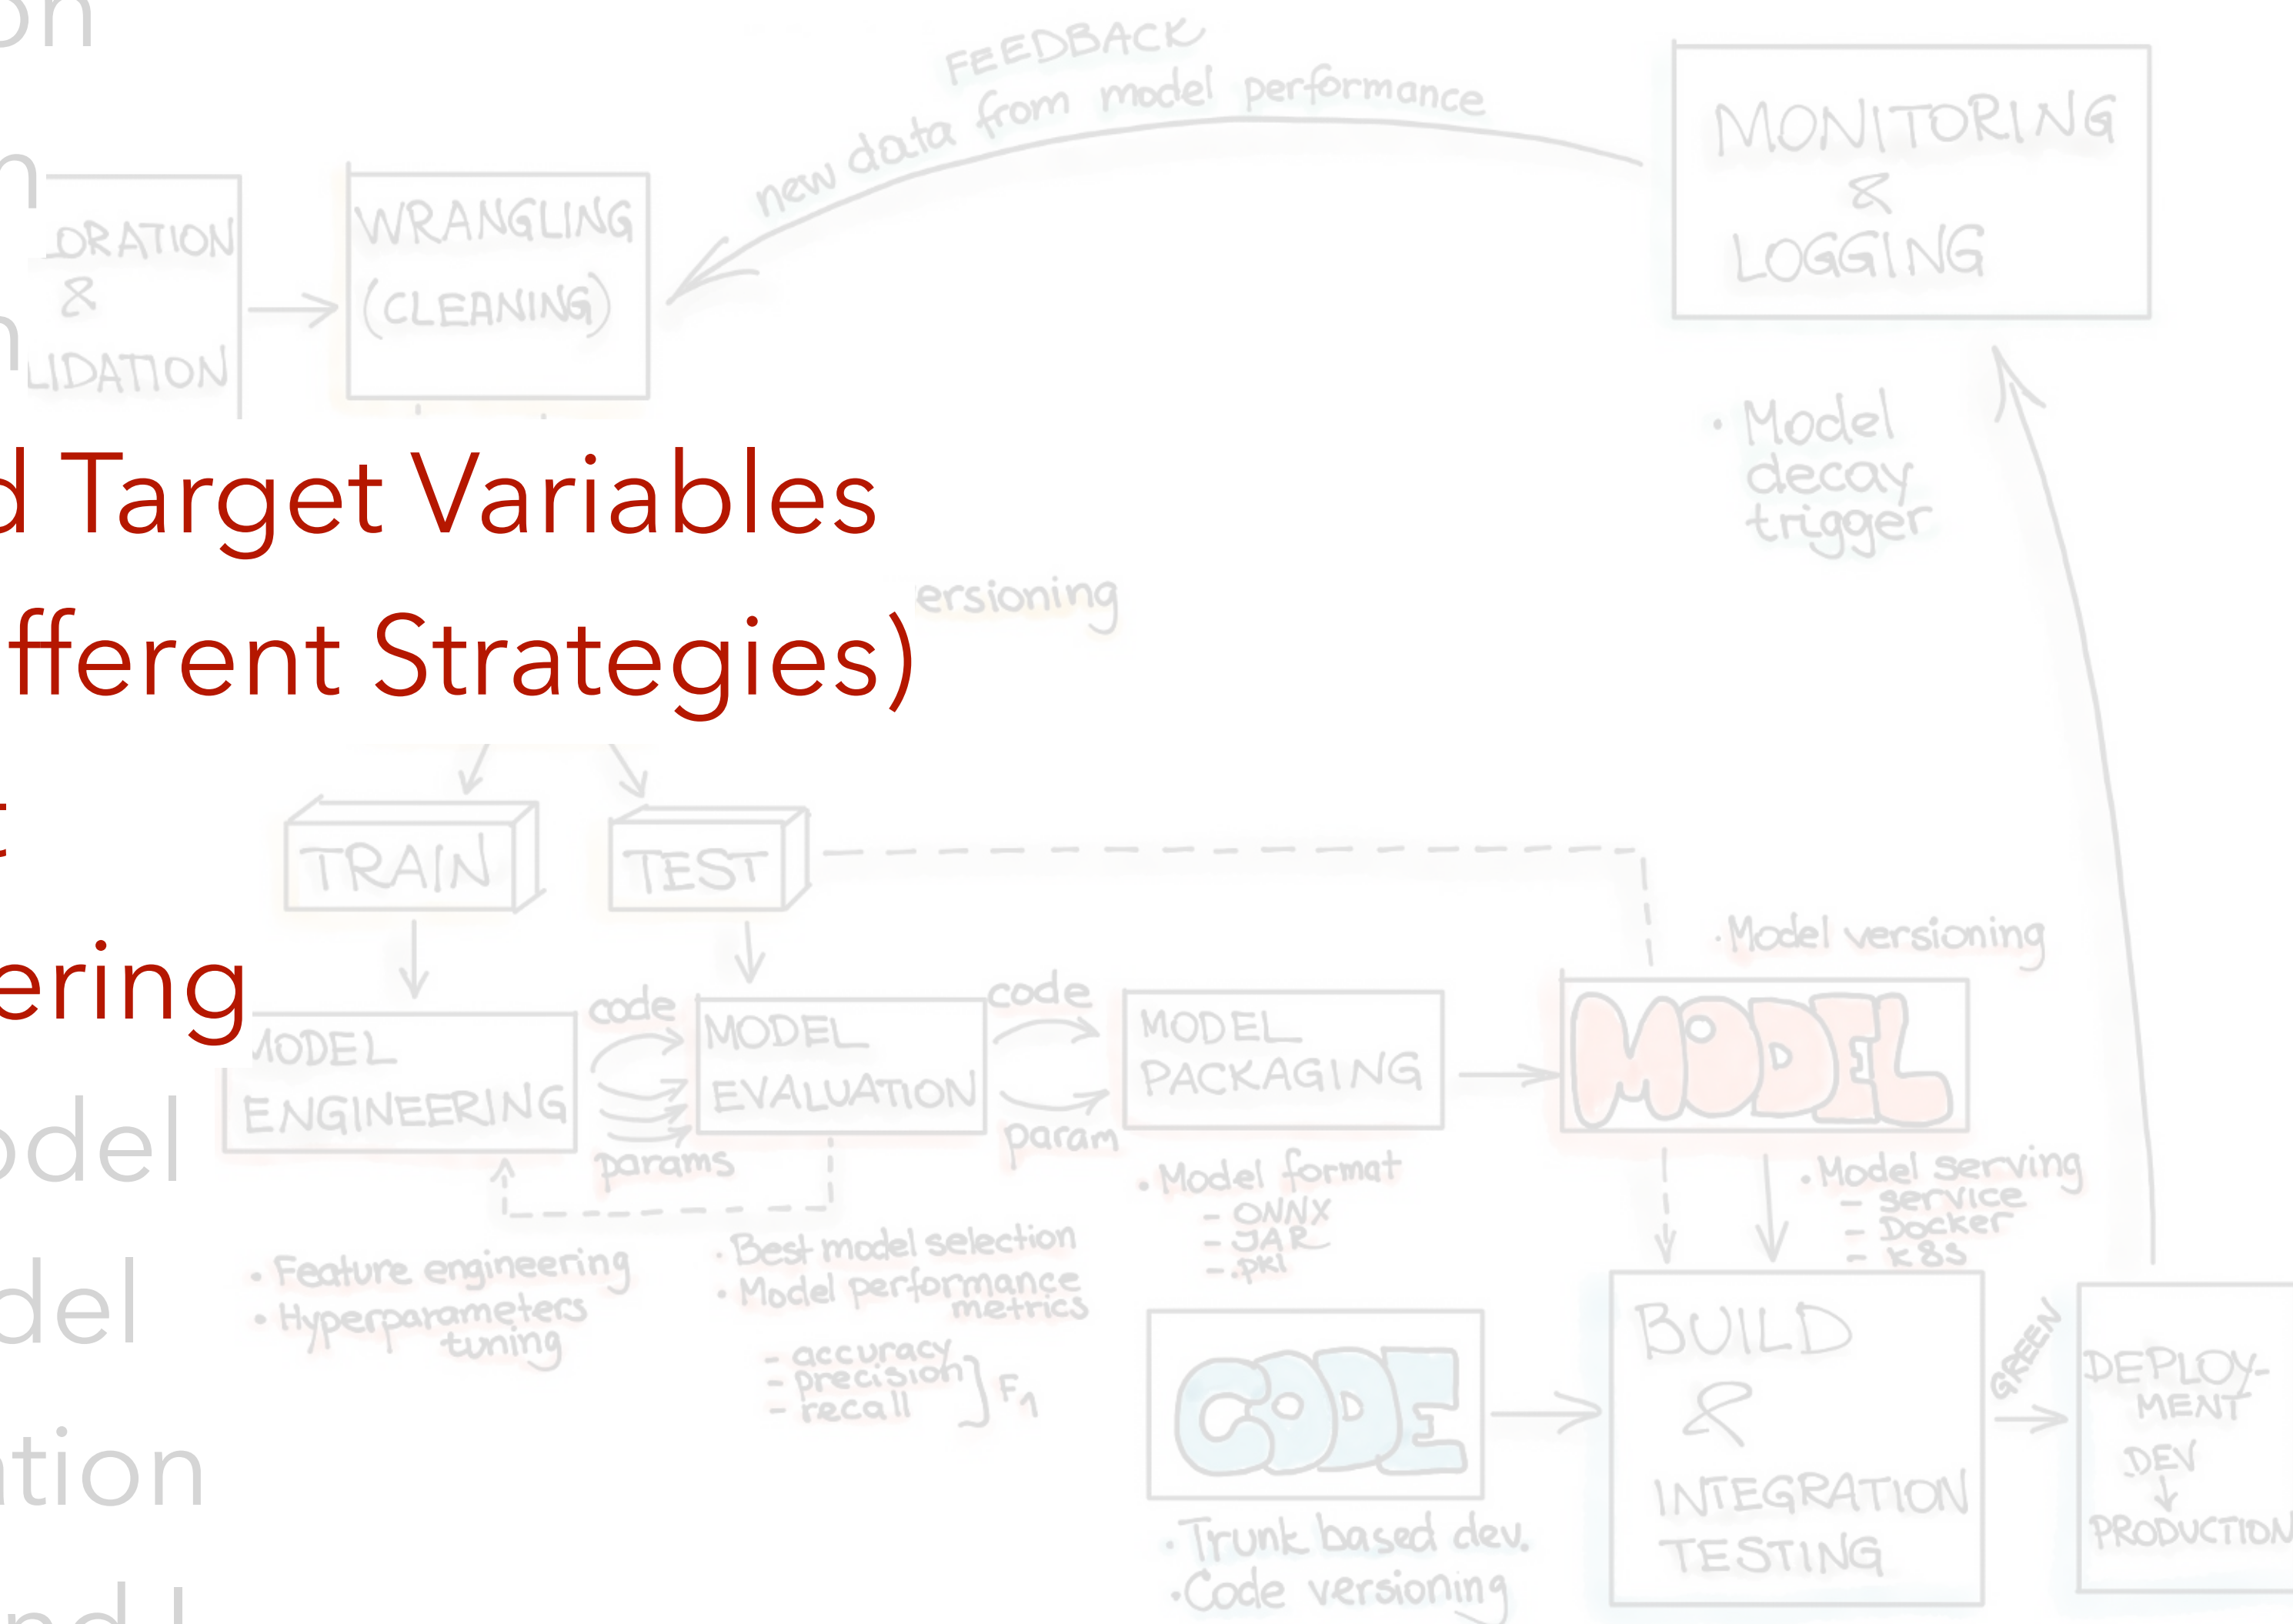 on
n
n
d Target Variables
fferent Strategies)
t
ering
odel
del
ation
nd I
FEEDBACK
new data from model performance
MONITORING
&
LOGGING
ORATION
&
LIDATION
WRANGLING
(CLEANING)
· Model
decay
trigger
ersioning
TRAIN
TEST
· Model versioning
MODEL
ENGINEERING
code
params
MODEL
EVALUATION
code
param
MODEL
PACKAGING
MODEL
· Feature engineering
· Hyperparameters
tuning
· Best model selection
· Model performance
metrics
- accuracy
- precision
- recall
F1
· Model format
- ONNX
- JAR
- .pkl
· Model serving
- service
- Docker
- K8S
CODE
· Trunk based dev.
· Code versioning
BUILD
&
INTEGRATION
TESTING
GREEN
DEPLOY-
MENT
DEV
PRODUCTION